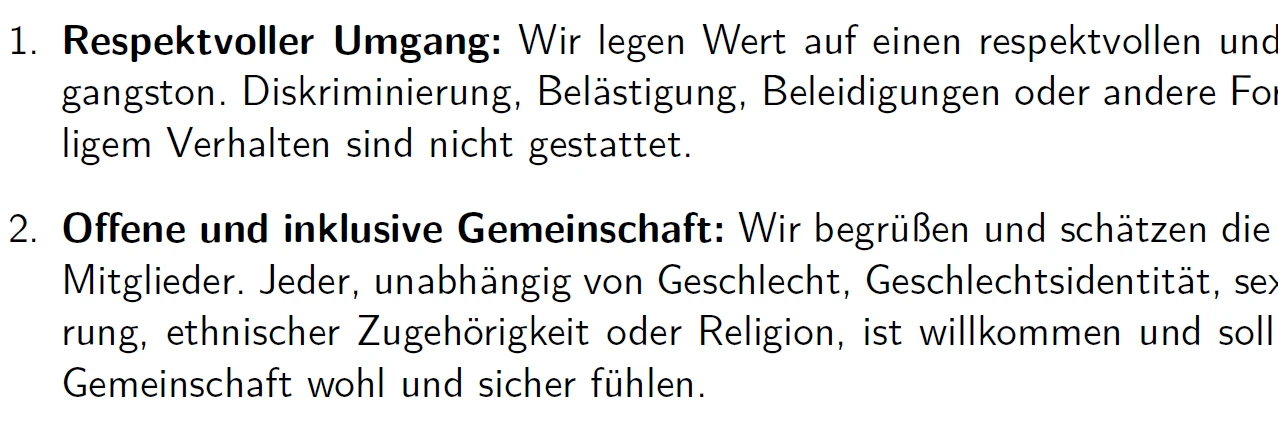 1. Respektvoller Umgang: Wir legen Wert auf einen respektvollen und
gangston. Diskriminierung, Belästigung, Beleidigungen oder andere For
ligem Verhalten sind nicht gestattet.
2. Offene und inklusive Gemeinschaft: Wir begrüßen und schätzen die
Mitglieder. Jeder, unabhängig von Geschlecht, Geschlechtsidentität, sex
rung, ethnischer Zugehörigkeit oder Religion, ist willkommen und soll
Gemeinschaft wohl und sicher fühlen.